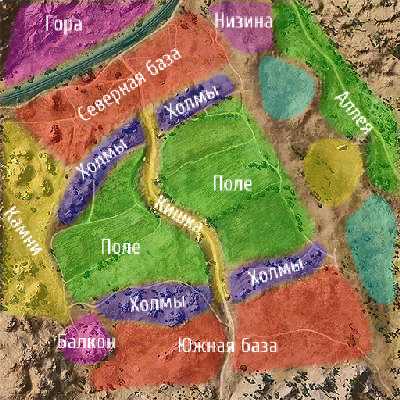 Гора
Низина
Северная база
Холмы
Аллея
Холмы
Поле
Камни
Кишка
Поле
Холмы
Холмы
Балкон
Южная база